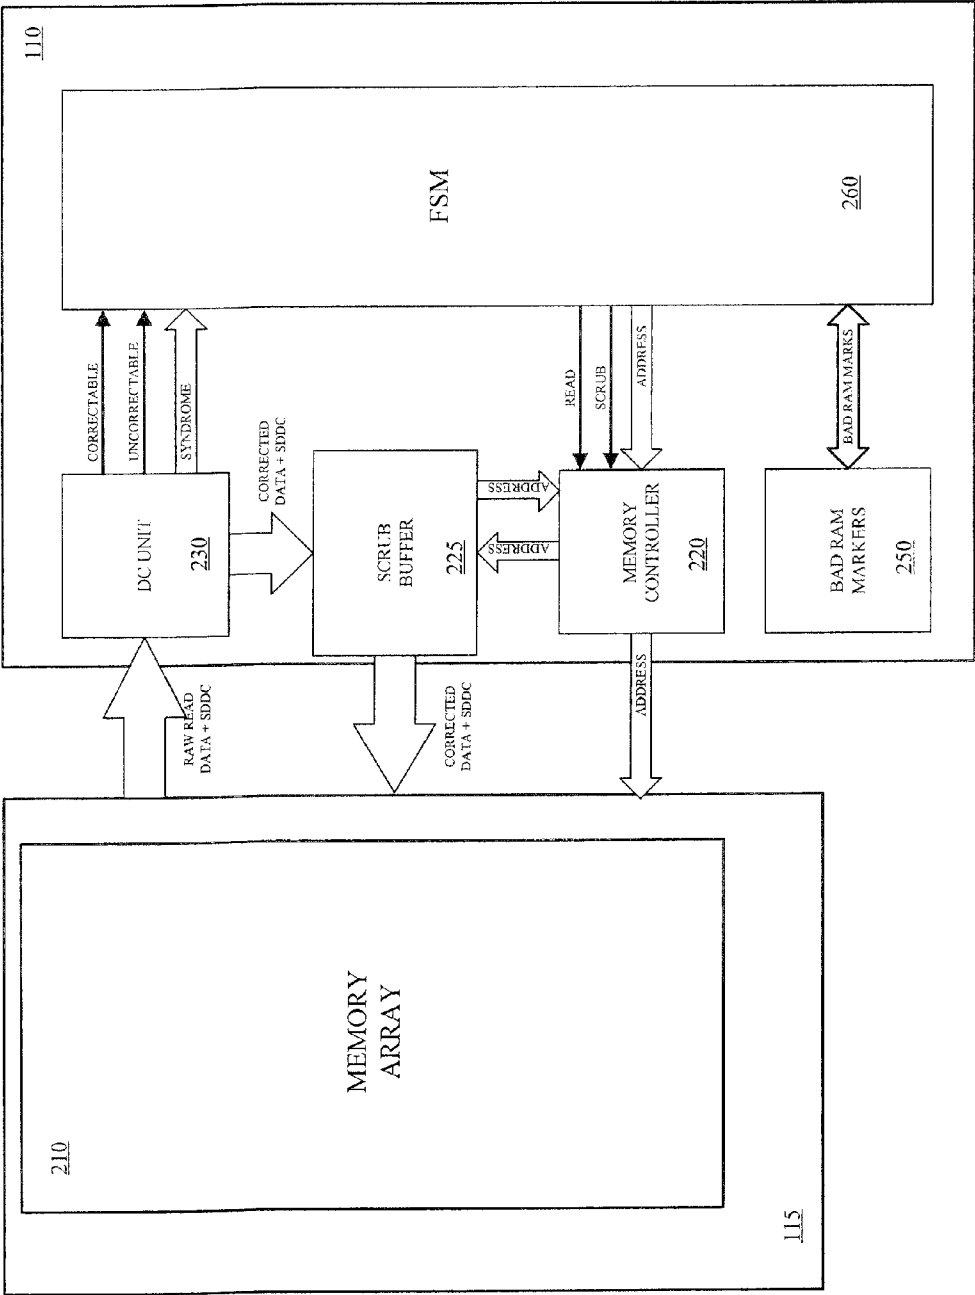 110
FSM
260
CORRECTABLE
UNCORRECTABLE
SYNDROME
READ
SCRUB
ADDRESS
BAD RAM MARKS
DC UNIT
230
CORRECTED
DATA + SDDC
SCRUB
BUFFER
225
ADDRESS
ADDRESS
MEMORY
CONTROLLER
220
BAD RAM
MARKERS
250
RAW READ
DATA + SDDC
CORRECTED
DATA + SDDC
ADDRESS
MEMORY
ARRAY
210
115